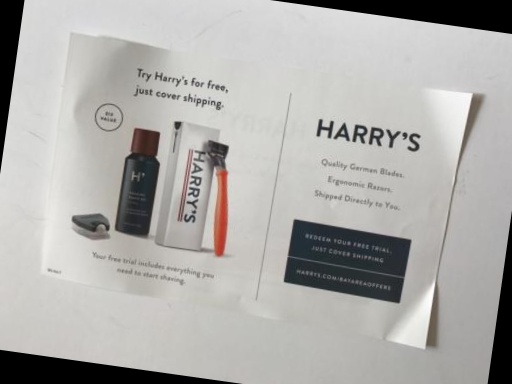 Try Harry's for free,
just cover shipping.
$10
VALUE
H'
HARRY'S
Your free trial includes everything you
need to start shaving.
HARRY'S
Quality German Blades.
Ergonomic Razors.
Shipped Directly to You.
REDEEM YOUR FREE TRIAL,
JUST COVER SHIPPING
HARRYS.COM/BAYAREAOFFERS